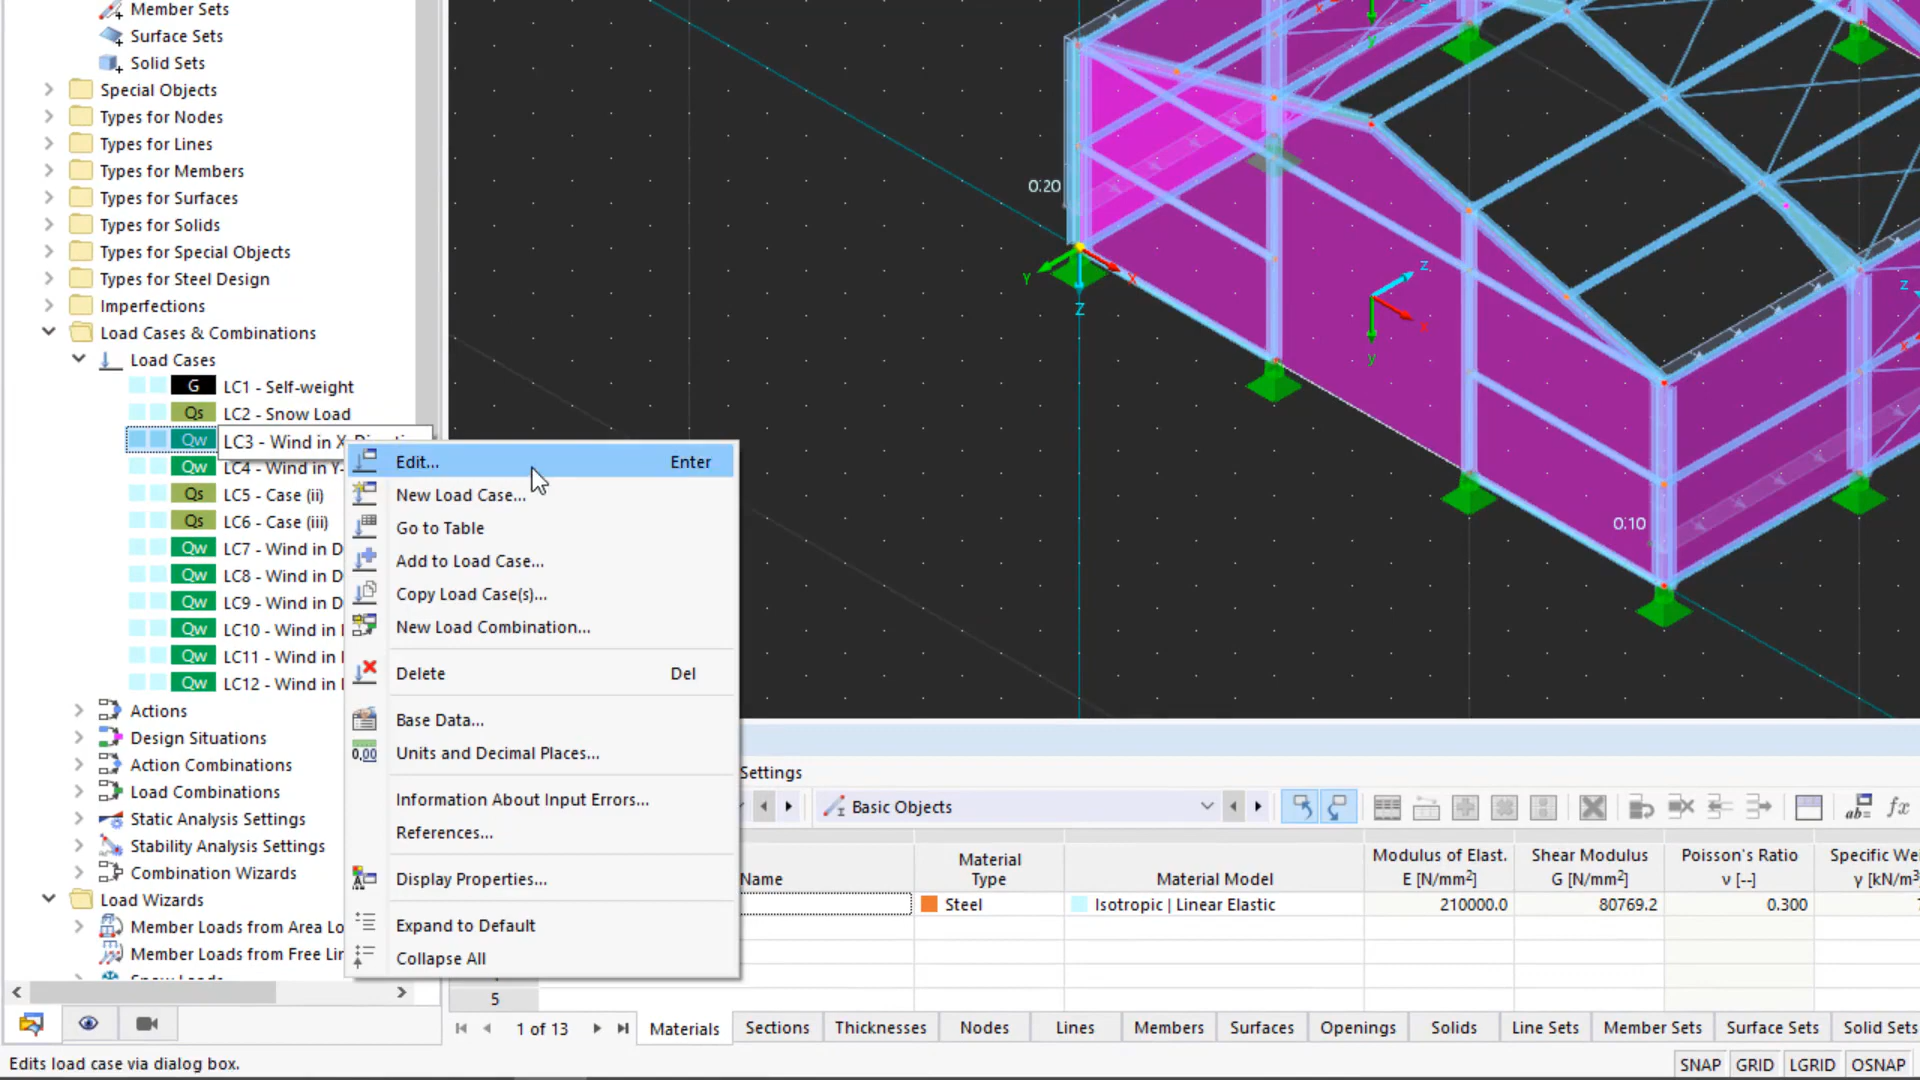 Member Sets
Surface Sets
Solid Sets
Special Objects
Types for Nodes
Types for Lines
Types for Members
Types for Surfaces
Types for Solids
Types for Special Objects
Types for Steel Design
Imperfections
Load Cases & Combinations
Load Cases
G LC1 - Self-weight
Qs LC2 - Snow Load
Qw LC3 - Wind in X
Qw LC4 - Wind in Y-
Qs LC5 - Case (ii)
Qs LC6 - Case (iii)
Qw LC7 - Wind in D
Qw LC8 - Wind in D
Qw LC9 - Wind in D
Qw LC10 - Wind in
Qw LC11 - Wind in
Qw LC12 - Wind in
Actions
Design Situations
Action Combinations
Load Combinations
Static Analysis Settings
Stability Analysis Settings
Combination Wizards
Load Wizards
Member Loads from Area Lo
Member Loads from Free Lin
Edit... Enter
New Load Case...
Go to Table
Add to Load Case...
Copy Load Case(s)...
New Load Combination...
Delete Del
Base Data...
0,00 Units and Decimal Places...
Information About Input Errors...
References...
Display Properties...
Expand to Default
Collapse All
0.20
Y
X
Z
z
x
y
z
0.10
Settings
Basic Objects
Name
Material Type
Material Model
Modulus of Elast. E [N/mm²]
Shear Modulus G [N/mm²]
Poisson's Ratio ν [--]
Specific Wei
γ [kN/m³
Steel Isotropic | Linear Elastic 210000.0 80769.2 0.300
5
1 of 13 Materials Sections Thicknesses Nodes Lines Members Surfaces Openings Solids Line Sets Member Sets Surface Sets Solid Sets
Edits load case via dialog box.
SNAP GRID LGRID OSNAP